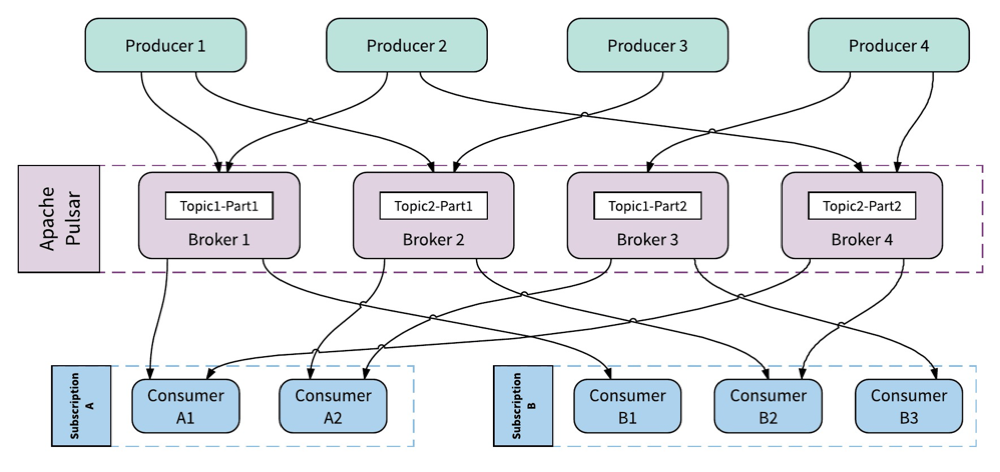 Producer 1
Producer 2
Producer 3
Producer 4
Apache
Pulsar
Topic1-Part1
Broker 1
Topic2-Part1
Broker 2
Topic1-Part2
Broker 3
Topic2-Part2
Broker 4
Subscription
A
Consumer
A1
Consumer
A2
Subscription
B
Consumer
B1
Consumer
B2
Consumer
B3